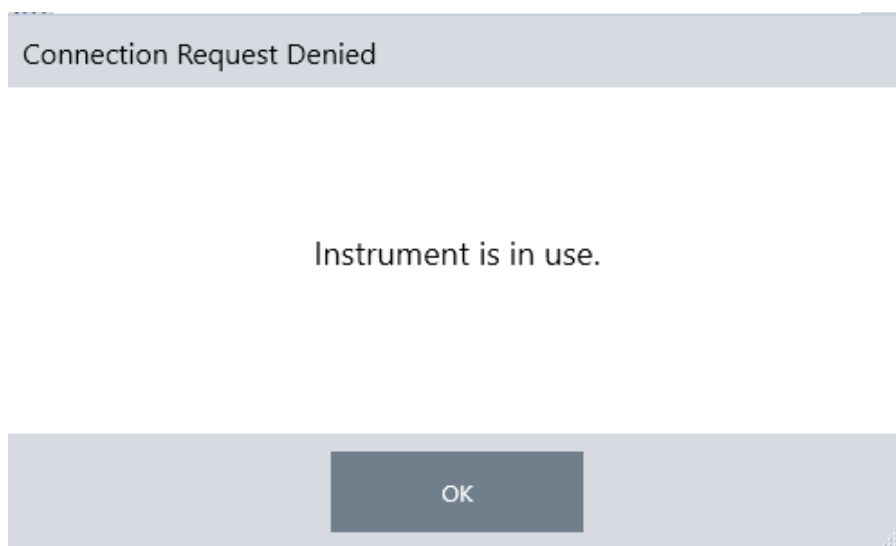 Connection Request Denied
Instrument is in use.
OK